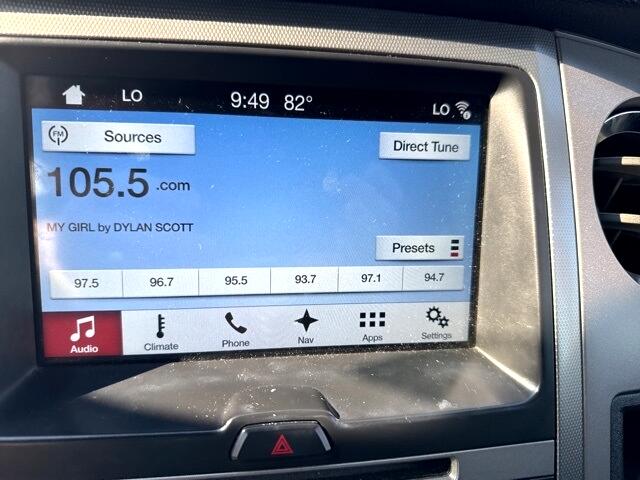 LO 9:49 82° LO
FM Sources
Direct Tune
105.5 .com
MY GIRL by DYLAN SCOTT
Presets
97.5 96.7 95.5 93.7 97.1 94.7
Audio Climate Phone Nav Apps Settings